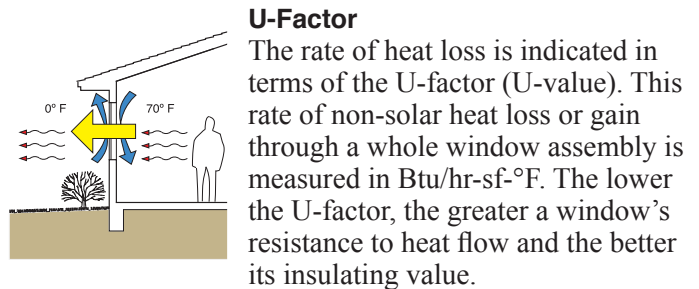 U-Factor
The rate of heat loss is indicated in
terms of the U-factor (U-value). This
rate of non-solar heat loss or gain
through a whole window assembly is
measured in Btu/hr-sf-°F. The lower
the U-factor, the greater a window's
resistance to heat flow and the better
its insulating value.
0° F
70° F